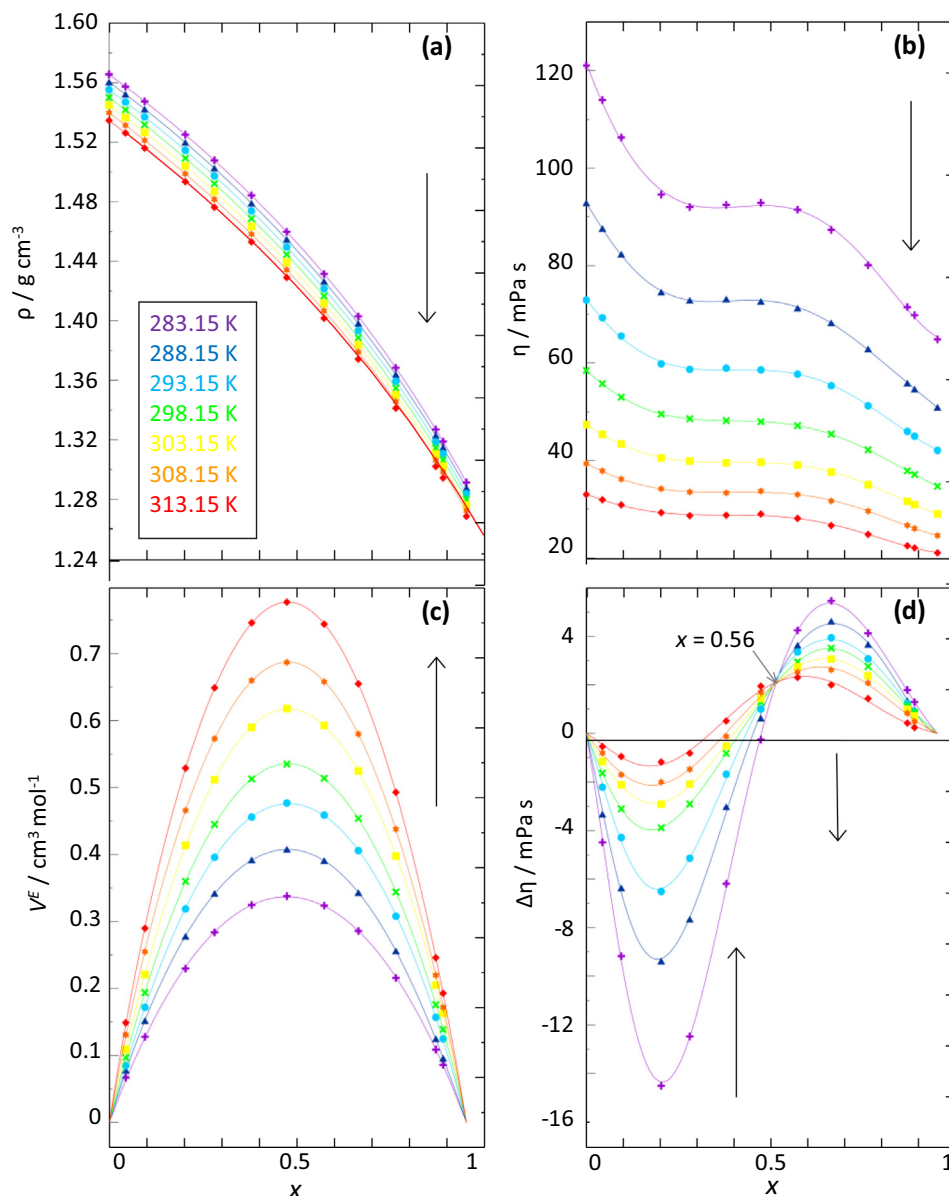 (a)
1.60
1.56
1.52
1.48
1.44
1.40
1.36
1.32
1.28
1.24
ρ / g cm-3
283.15 K
288.15 K
293.15 K
298.15 K
303.15 K
308.15 K
313.15 K
(b)
120
100
80
60
40
20
η / mPa s
(c)
0.7
0.6
0.5
0.4
0.3
0.2
0.1
0
VE / cm3 mol-1
0 0.5 1
x
(d)
x = 0.56
4
0
-4
-8
-12
-16
Δη / mPa s
0 0.5 1
x